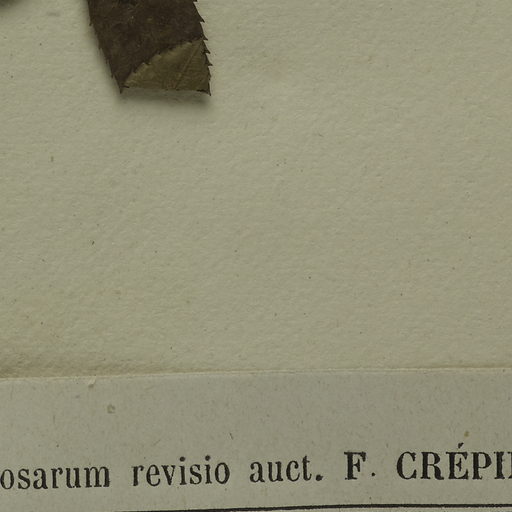 osarum revisio auct. F. CRÉPI